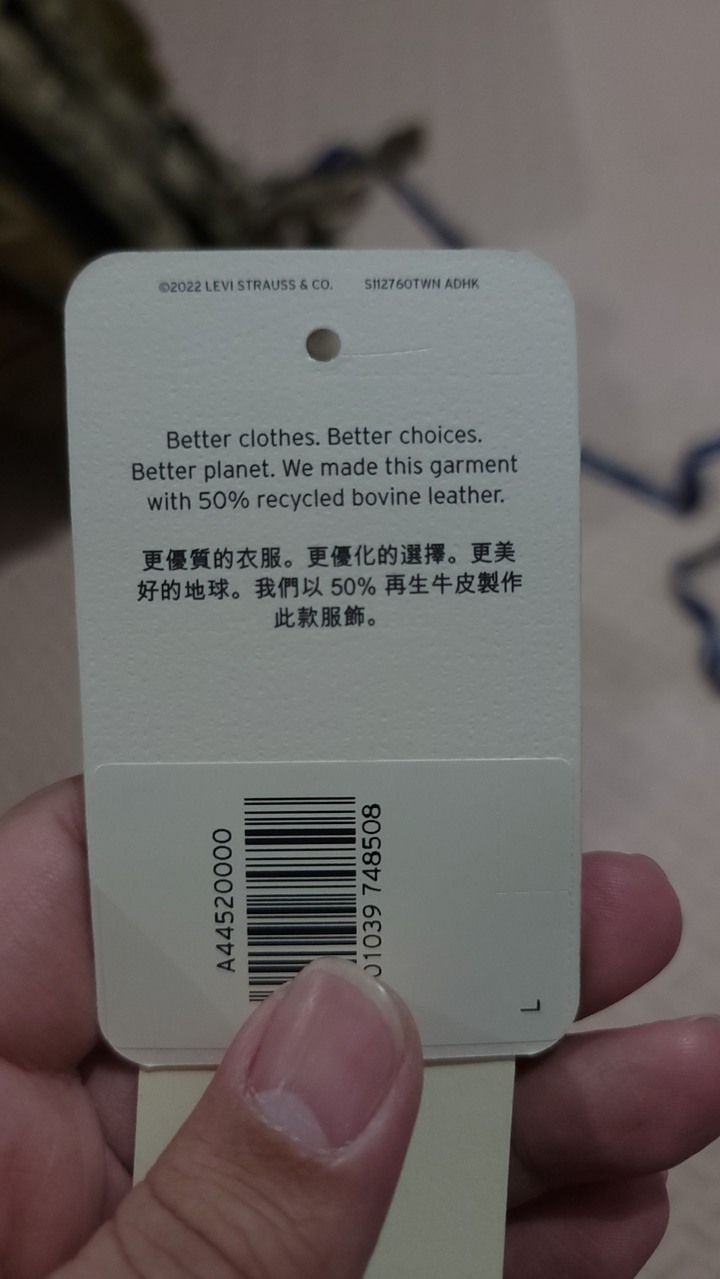 ©2022 LEVI STRAUSS & CO. S112760TWN ADHK
Better clothes. Better choices.
Better planet. We made this garment
with 50% recycled bovine leather.
更優質的衣服。更優化的選擇。更美
好的地球。我們以 50% 再生牛皮製作
此款服飾。
A44520000
01039 748508
L